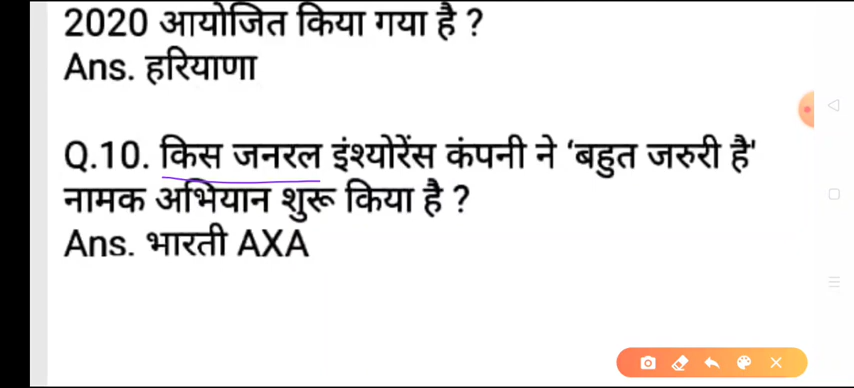 2020 आयोजित किया गया है ?
Ans. हरियाणा
Q.10. किस जनरल इंश्योरेंस कंपनी ने ‘बहुत जरुरी है'
नामक अभियान शुरू किया है ?
Ans. भारती AXA